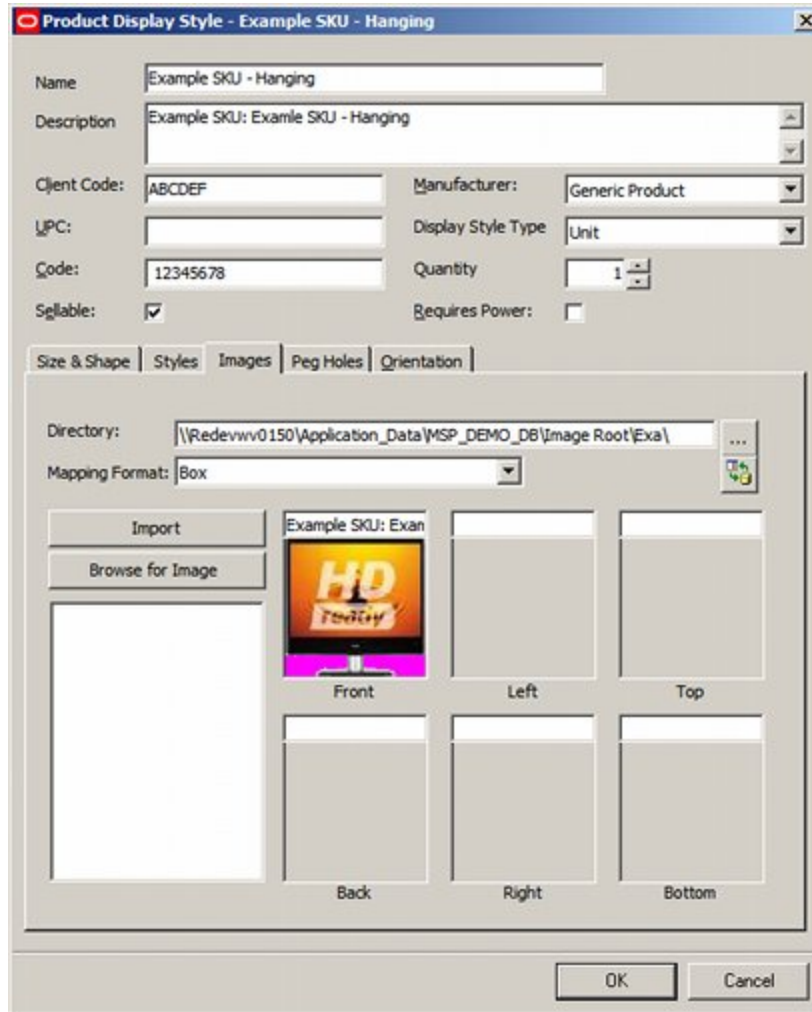 Product Display Style - Example SKU - Hanging
Name
Example SKU - Hanging
Description
Example SKU: Examle SKU - Hanging
Client Code:
ABCDEF
Manufacturer:
Generic Product
UPC:
Display Style Type
Unit
Code:
12345678
Quantity
1
Sellable:
Requires Power:
Size & Shape
Styles
Images
Peg Holes
Orientation
Directory:
\\Redevwv0150\Application_Data\MSP_DEMO_DB\Image Root\Exa\
...
Mapping Format:
Box
Import
Browse for Image
Example SKU: Exan
HD
ready
Front
Left
Top
Back
Right
Bottom
OK
Cancel